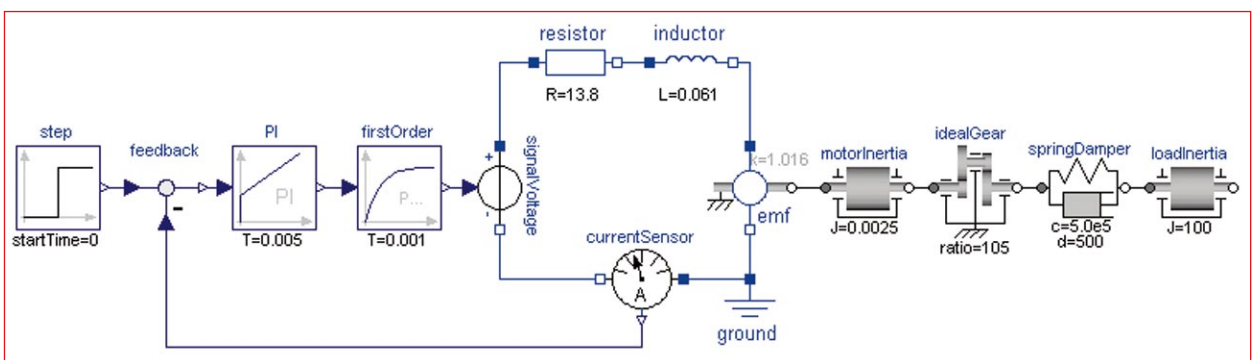 resistor
inductor
R=13.8
L=0.061
step
feedback
PI
firstOrder
signalVoltage
+
-
PI
P...
startTime=0
-
T=0.005
T=0.001
currentSensor
A
ground
k=1.016
emf
motorInertia
J=0.0025
idealGear
ratio=105
springDamper
c=5.0e5
d=500
loadInertia
J=100